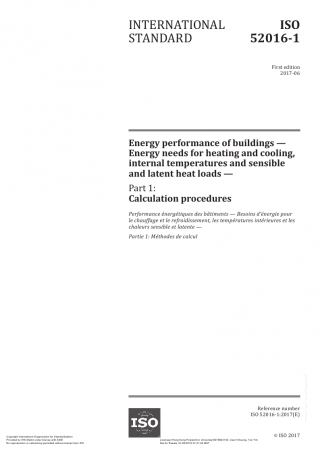 INTERNATIONAL
STANDARD
ISO
52016-1
First edition
2017-06
Energy performance of buildings —
Energy needs for heating and cooling,
internal temperatures and sensible
and latent heat loads —
Part 1:
Calculation procedures
Performance énergétiques des bâtiments — Besoins d'énergie pour
le chauffage et le refroidissement, les températures intérieures et les
chaleurs sensible et latente —
Partie 1: Méthodes de calcul
Reference number
ISO 52016-1:2017(E)
ISO
© ISO 2017